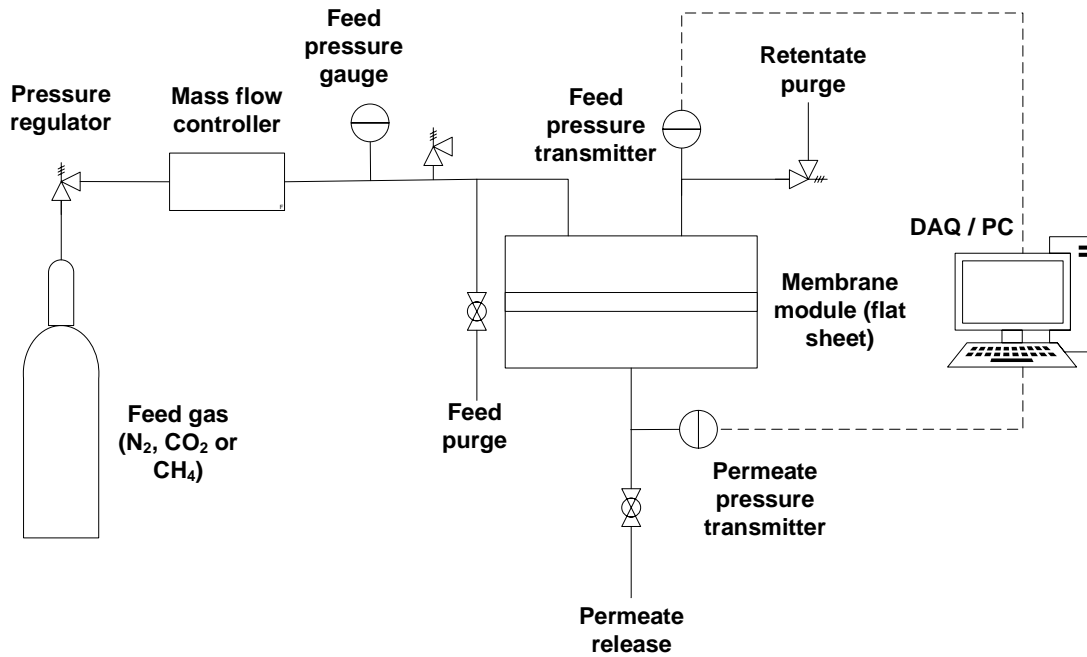 Feed
pressure
gauge
Pressure
regulator
Mass flow
controller
Feed
pressure
transmitter
Retentate
purge
DAQ / PC
Membrane
module (flat
sheet)
Feed gas
(N₂, CO₂ or
CH₄)
Feed
purge
Permeate
pressure
transmitter
Permeate
release